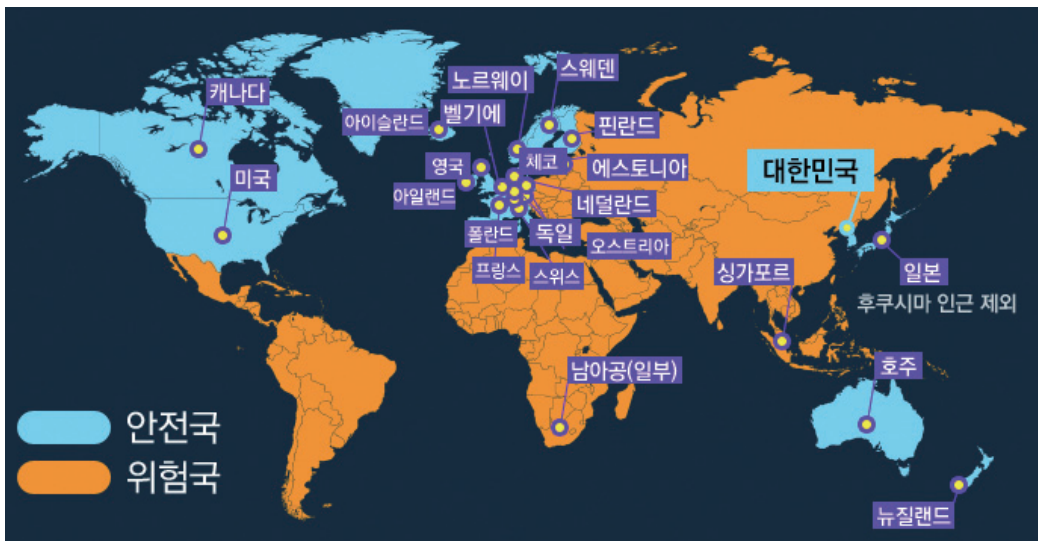 스웨덴
노르웨이
캐나다
벨기에
아이슬란드
핀란드
영국
체코
에스토니아
대한민국
미국
아일랜드
네덜란드
폴란드
독일
오스트리아
프랑스
스위스
싱가포르
일본
후쿠시마 인근 제외
남아공(일부)
호주
안전국
위험국
뉴질랜드